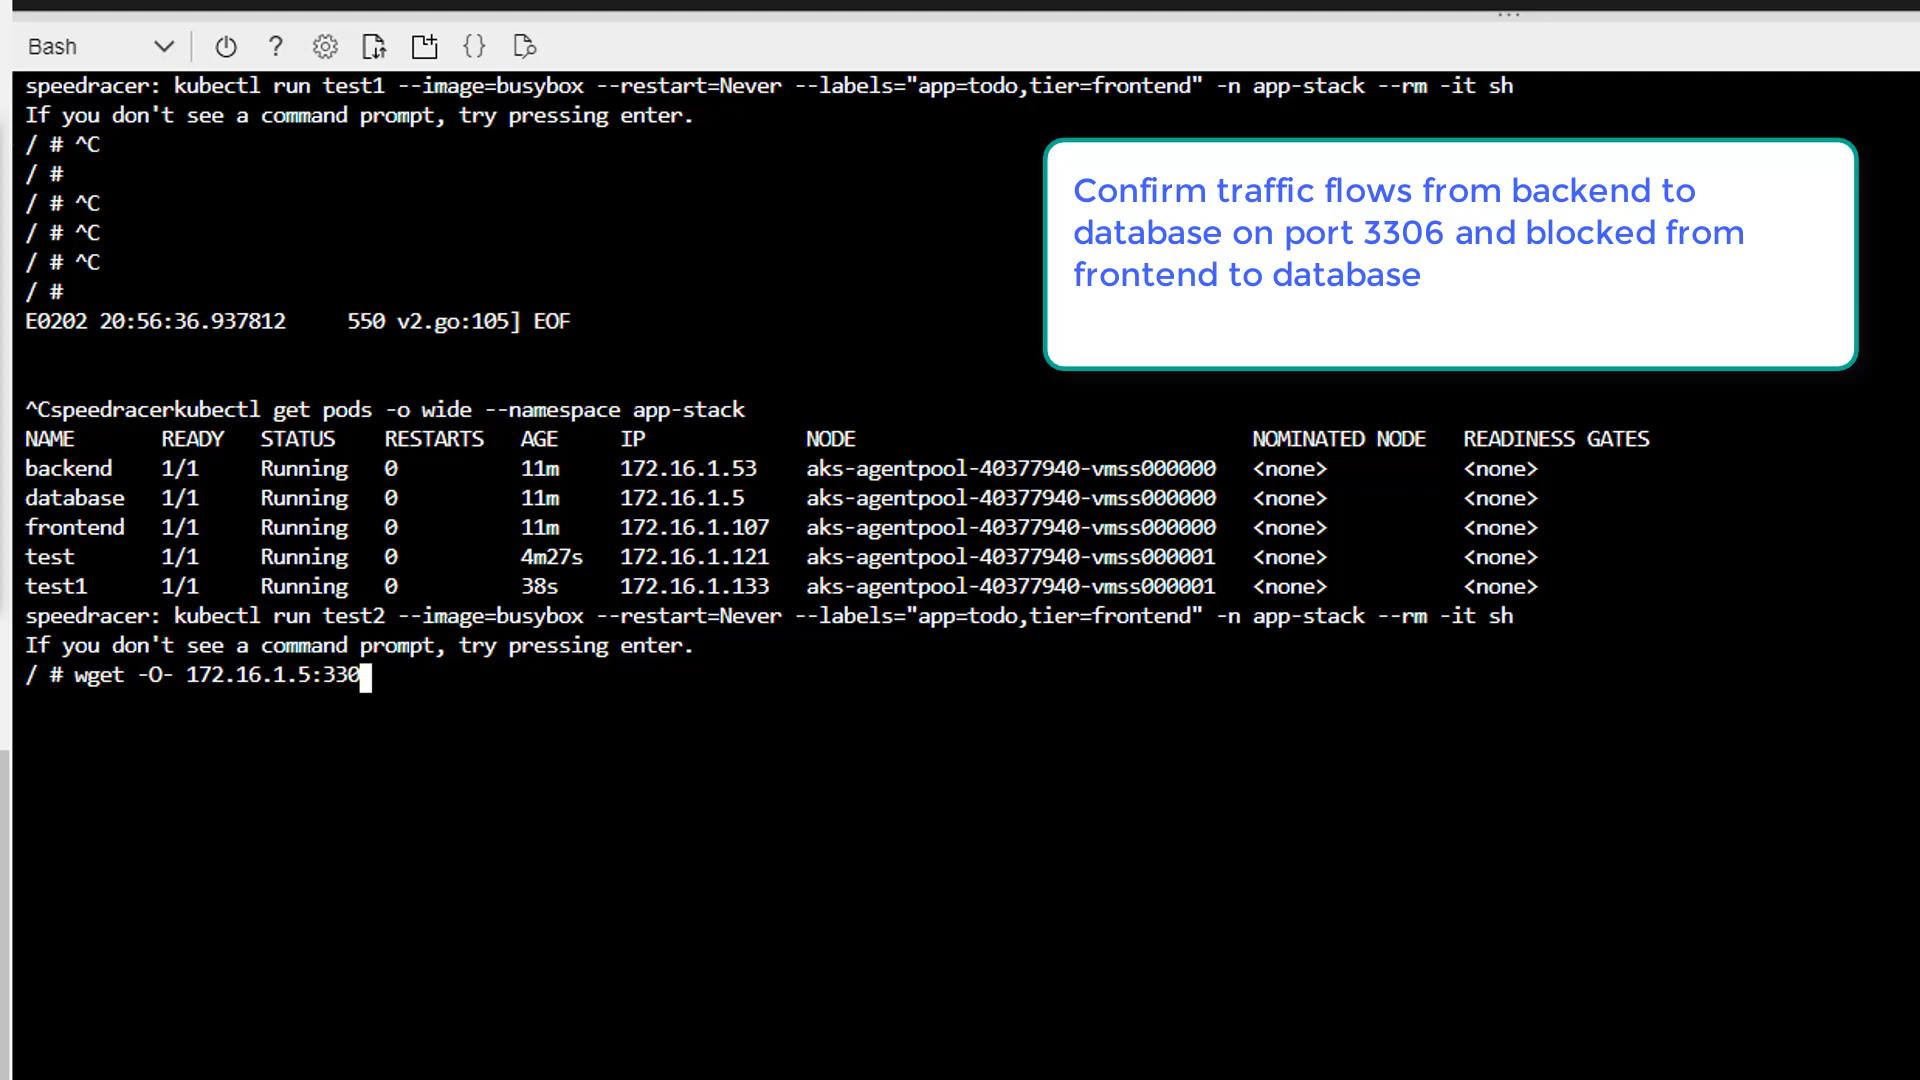 Bash
speedracer: kubectl run test1 --image=busybox --restart=Never --labels="app=todo,tier=frontend" -n app-stack --rm -it sh
If you don't see a command prompt, try pressing enter.
/ # ^C
/ #
/ # ^C
/ # ^C
/ # ^C
/ #
E0202 20:56:36.937812     550 v2.go:105] EOF
Confirm traffic flows from backend to
database on port 3306 and blocked from
frontend to database
^Cspeedracerkubectl get pods -o wide --namespace app-stack
NAME       READY   STATUS    RESTARTS   AGE     IP             NODE                                NOMINATED NODE   READINESS GATES
backend    1/1     Running   0          11m     172.16.1.53    aks-agentpool-40377940-vmss000000   <none>           <none>
database   1/1     Running   0          11m     172.16.1.5     aks-agentpool-40377940-vmss000000   <none>           <none>
frontend   1/1     Running   0          11m     172.16.1.107   aks-agentpool-40377940-vmss000000   <none>           <none>
test       1/1     Running   0          4m27s   172.16.1.121   aks-agentpool-40377940-vmss000001   <none>           <none>
test1      1/1     Running   0          38s     172.16.1.133   aks-agentpool-40377940-vmss000001   <none>           <none>
speedracer: kubectl run test2 --image=busybox --restart=Never --labels="app=todo,tier=frontend" -n app-stack --rm -it sh
If you don't see a command prompt, try pressing enter.
/ # wget -O- 172.16.1.5:330